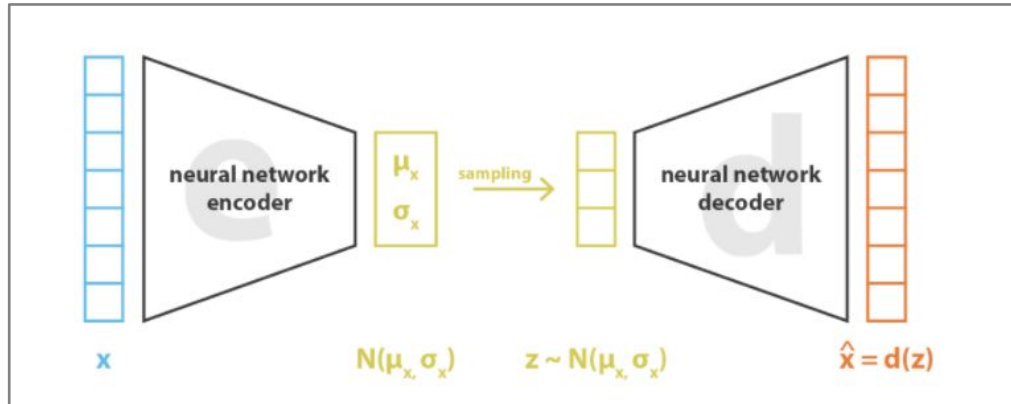 e
neural network
encoder
μₓ
σₓ
sampling
d
neural network
decoder
x
N(μₓ, σₓ)
z ~ N(μₓ, σₓ)
x̂ = d(z)